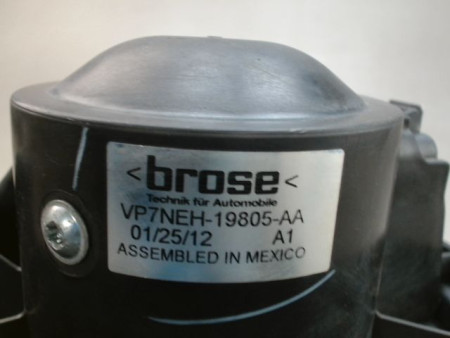 <brose<
Technik für Automobile
VP7NEH-19805-AA
01/25/12 A1
ASSEMBLED IN MEXICO